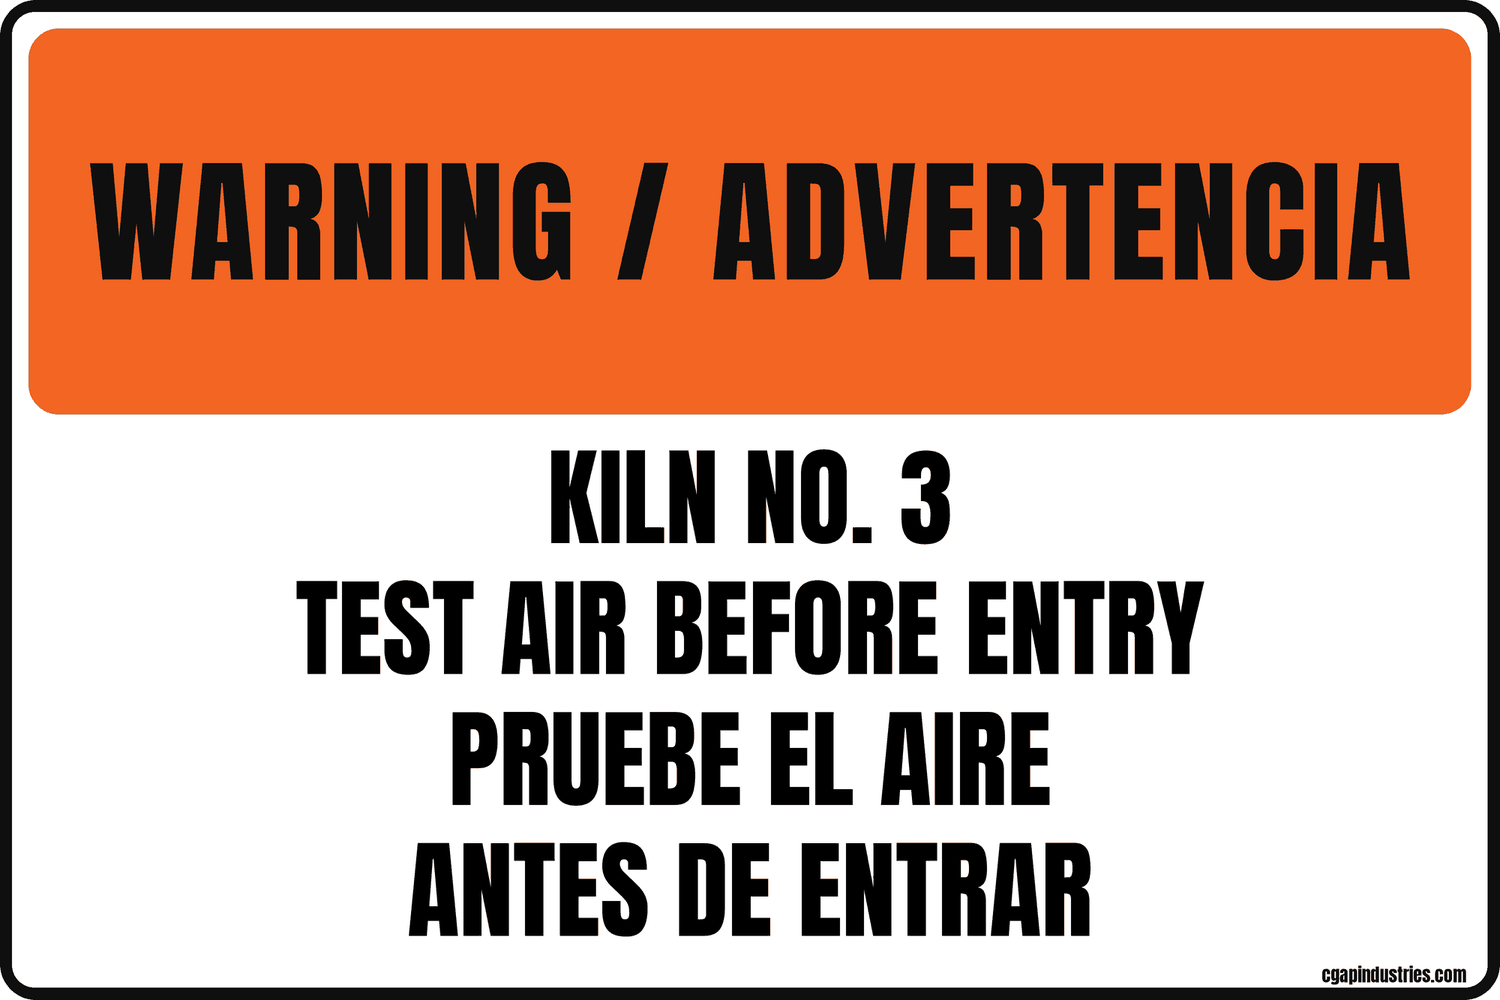 WARNING / ADVERTENCIA
KILN NO. 3
TEST AIR BEFORE ENTRY
PRUEBE EL AIRE
ANTES DE ENTRAR
cgapindustries.com